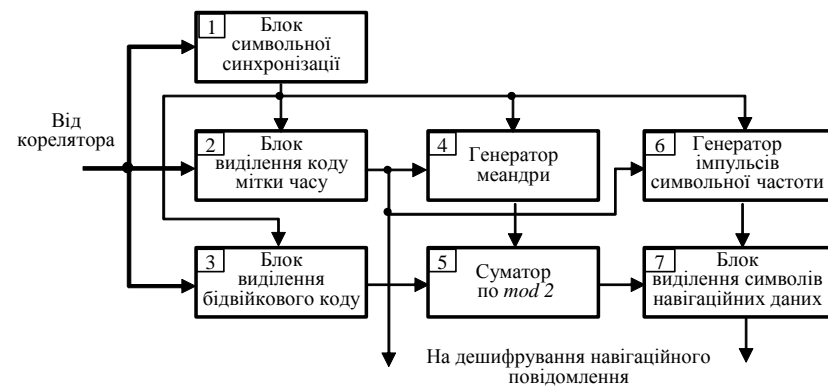 1
Блок
символьної
синхронізації
Від
корелятора
2
Блок
виділення коду
мітки часу
4
Генератор
меандри
6
Генератор
імпульсів
символьної частоти
3
Блок
виділення
бідвійкового коду
5
Суматор
по mod 2
7
Блок
виділення символів
навігаційних даних
На дешифрування навігаційного
повідомлення